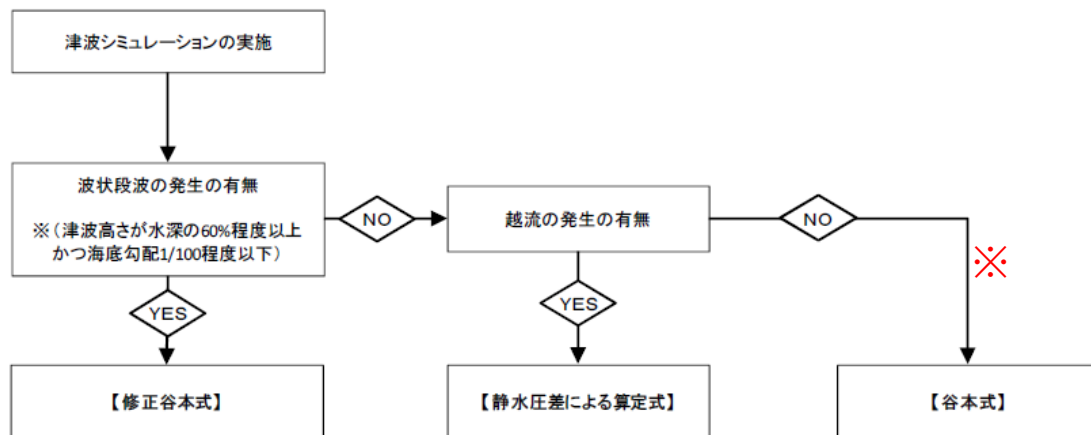 津波シミュレーションの実施
波状段波の発生の有無
※(津波高さが水深の60%程度以上
かつ海底勾配1/100程度以下)
NO
越流の発生の有無
NO
※
YES
YES
【修正谷本式】
【静水圧差による算定式】
【谷本式】